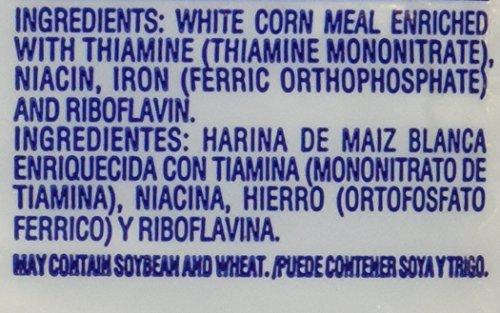 INGREDIENTS: WHITE CORN MEAL ENRICHED
WITH THIAMINE (THIAMINE MONONITRATE),
NIACIN, IRON (FERRIC ORTHOPHOSPHATE)
AND RIBOFLAVIN.
INGREDIENTES: HARINA DE MAIZ BLANCA
ENRIQUECIDA CON TIAMINA (MONONITRATO DE
TIAMINA), NIACINA, HIERRO (ORTOFOSFATO
FERRICO) Y RIBOFLAVINA.
MAY CONTAIN SOYBEAN AND WHEAT. /PUEDE CONTENER SOYA Y TRIGO.